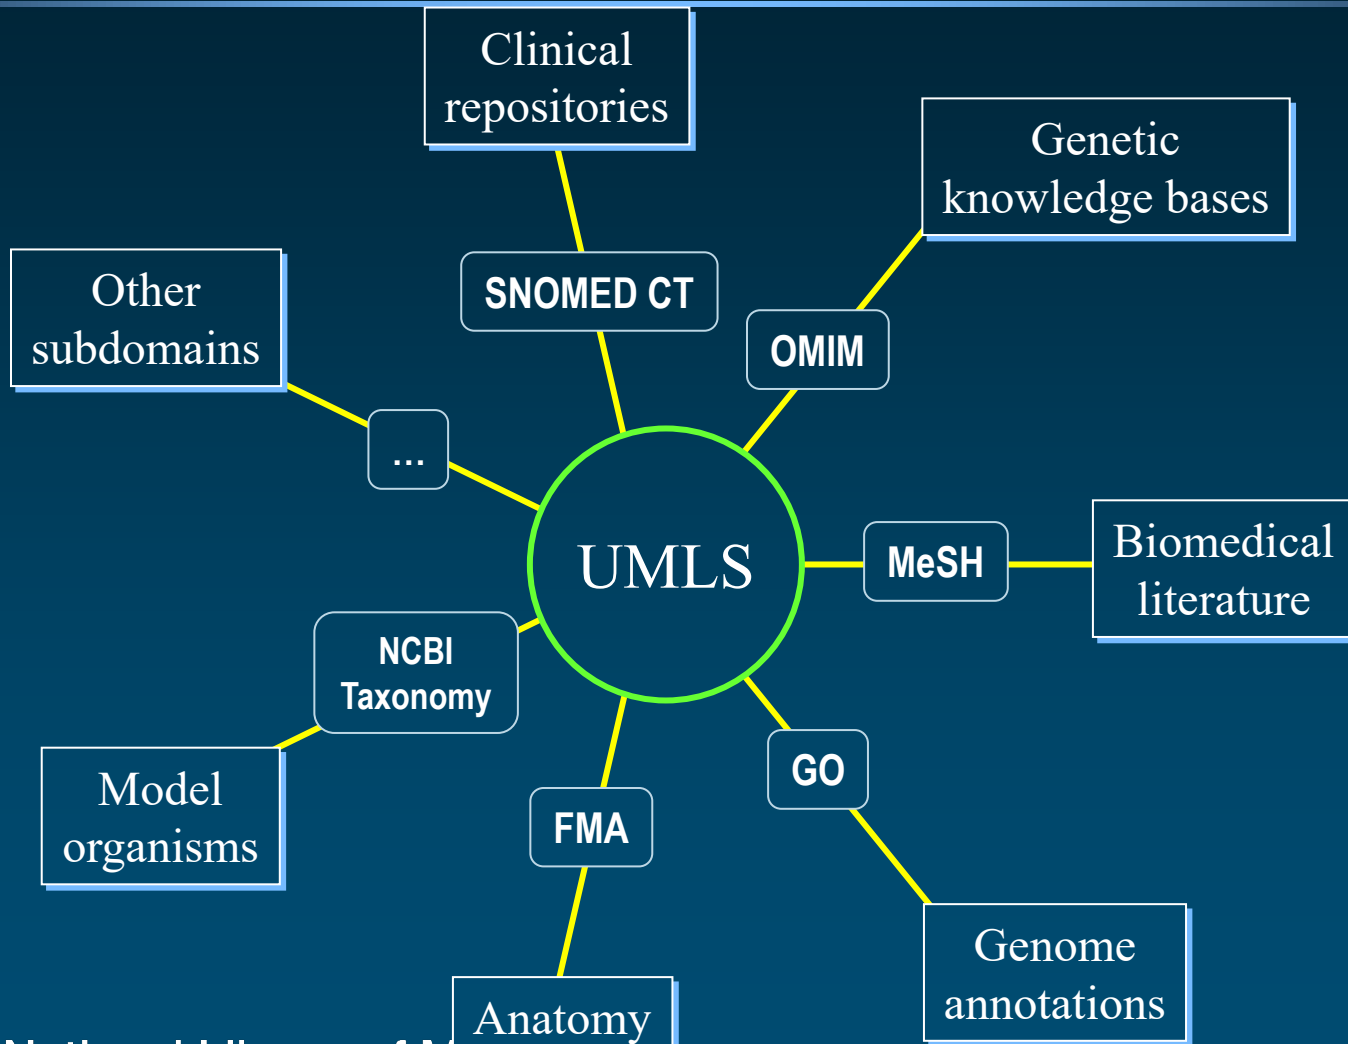 Clinical
repositories
Genetic
knowledge bases
Other
subdomains
SNOMED CT
OMIM
...
UMLS
MeSH
Biomedical
literature
NCBI
Taxonomy
GO
Model
organisms
FMA
Genome
annotations
Anatomy